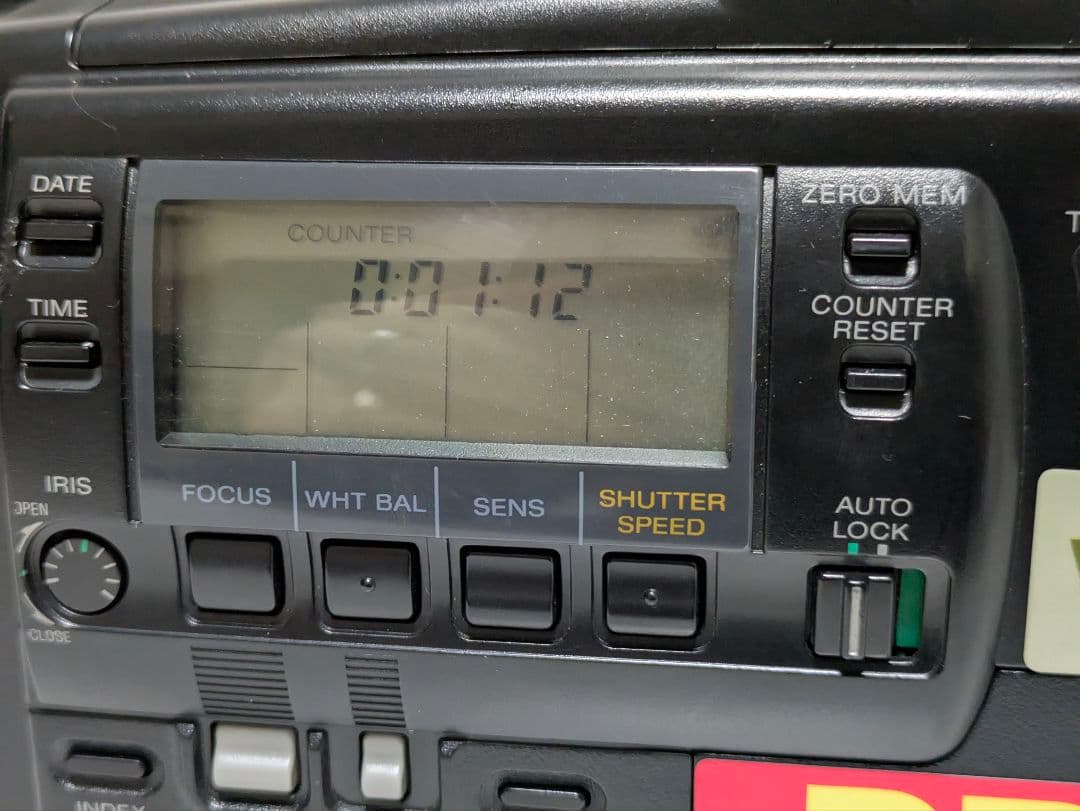 DATE
ZERO MEM
COUNTER
0:01:12
TIME
COUNTER
RESET
IRIS
OPEN
CLOSE
FOCUS
WHT BAL
SENS
SHUTTER
SPEED
AUTO
LOCK
INDEX